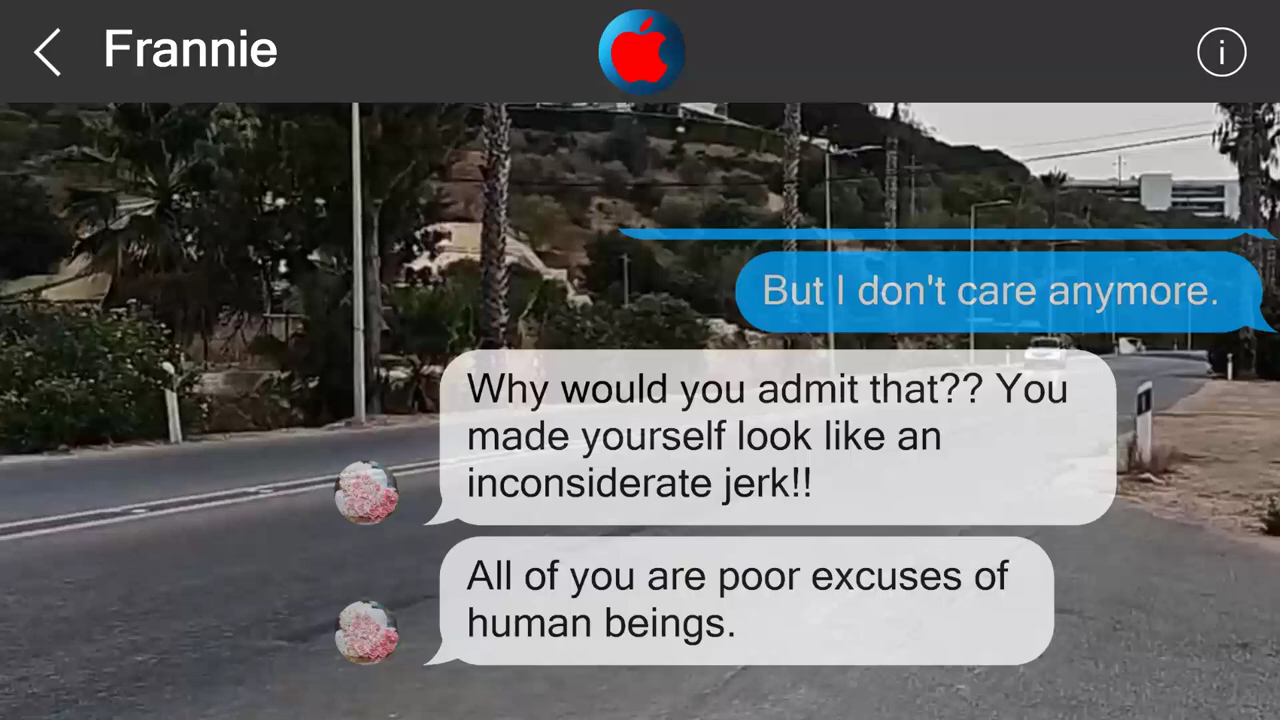 Frannie
i
But I don't care anymore.
Why would you admit that?? You
made yourself look like an
inconsiderate jerk!!
All of you are poor excuses of
human beings.